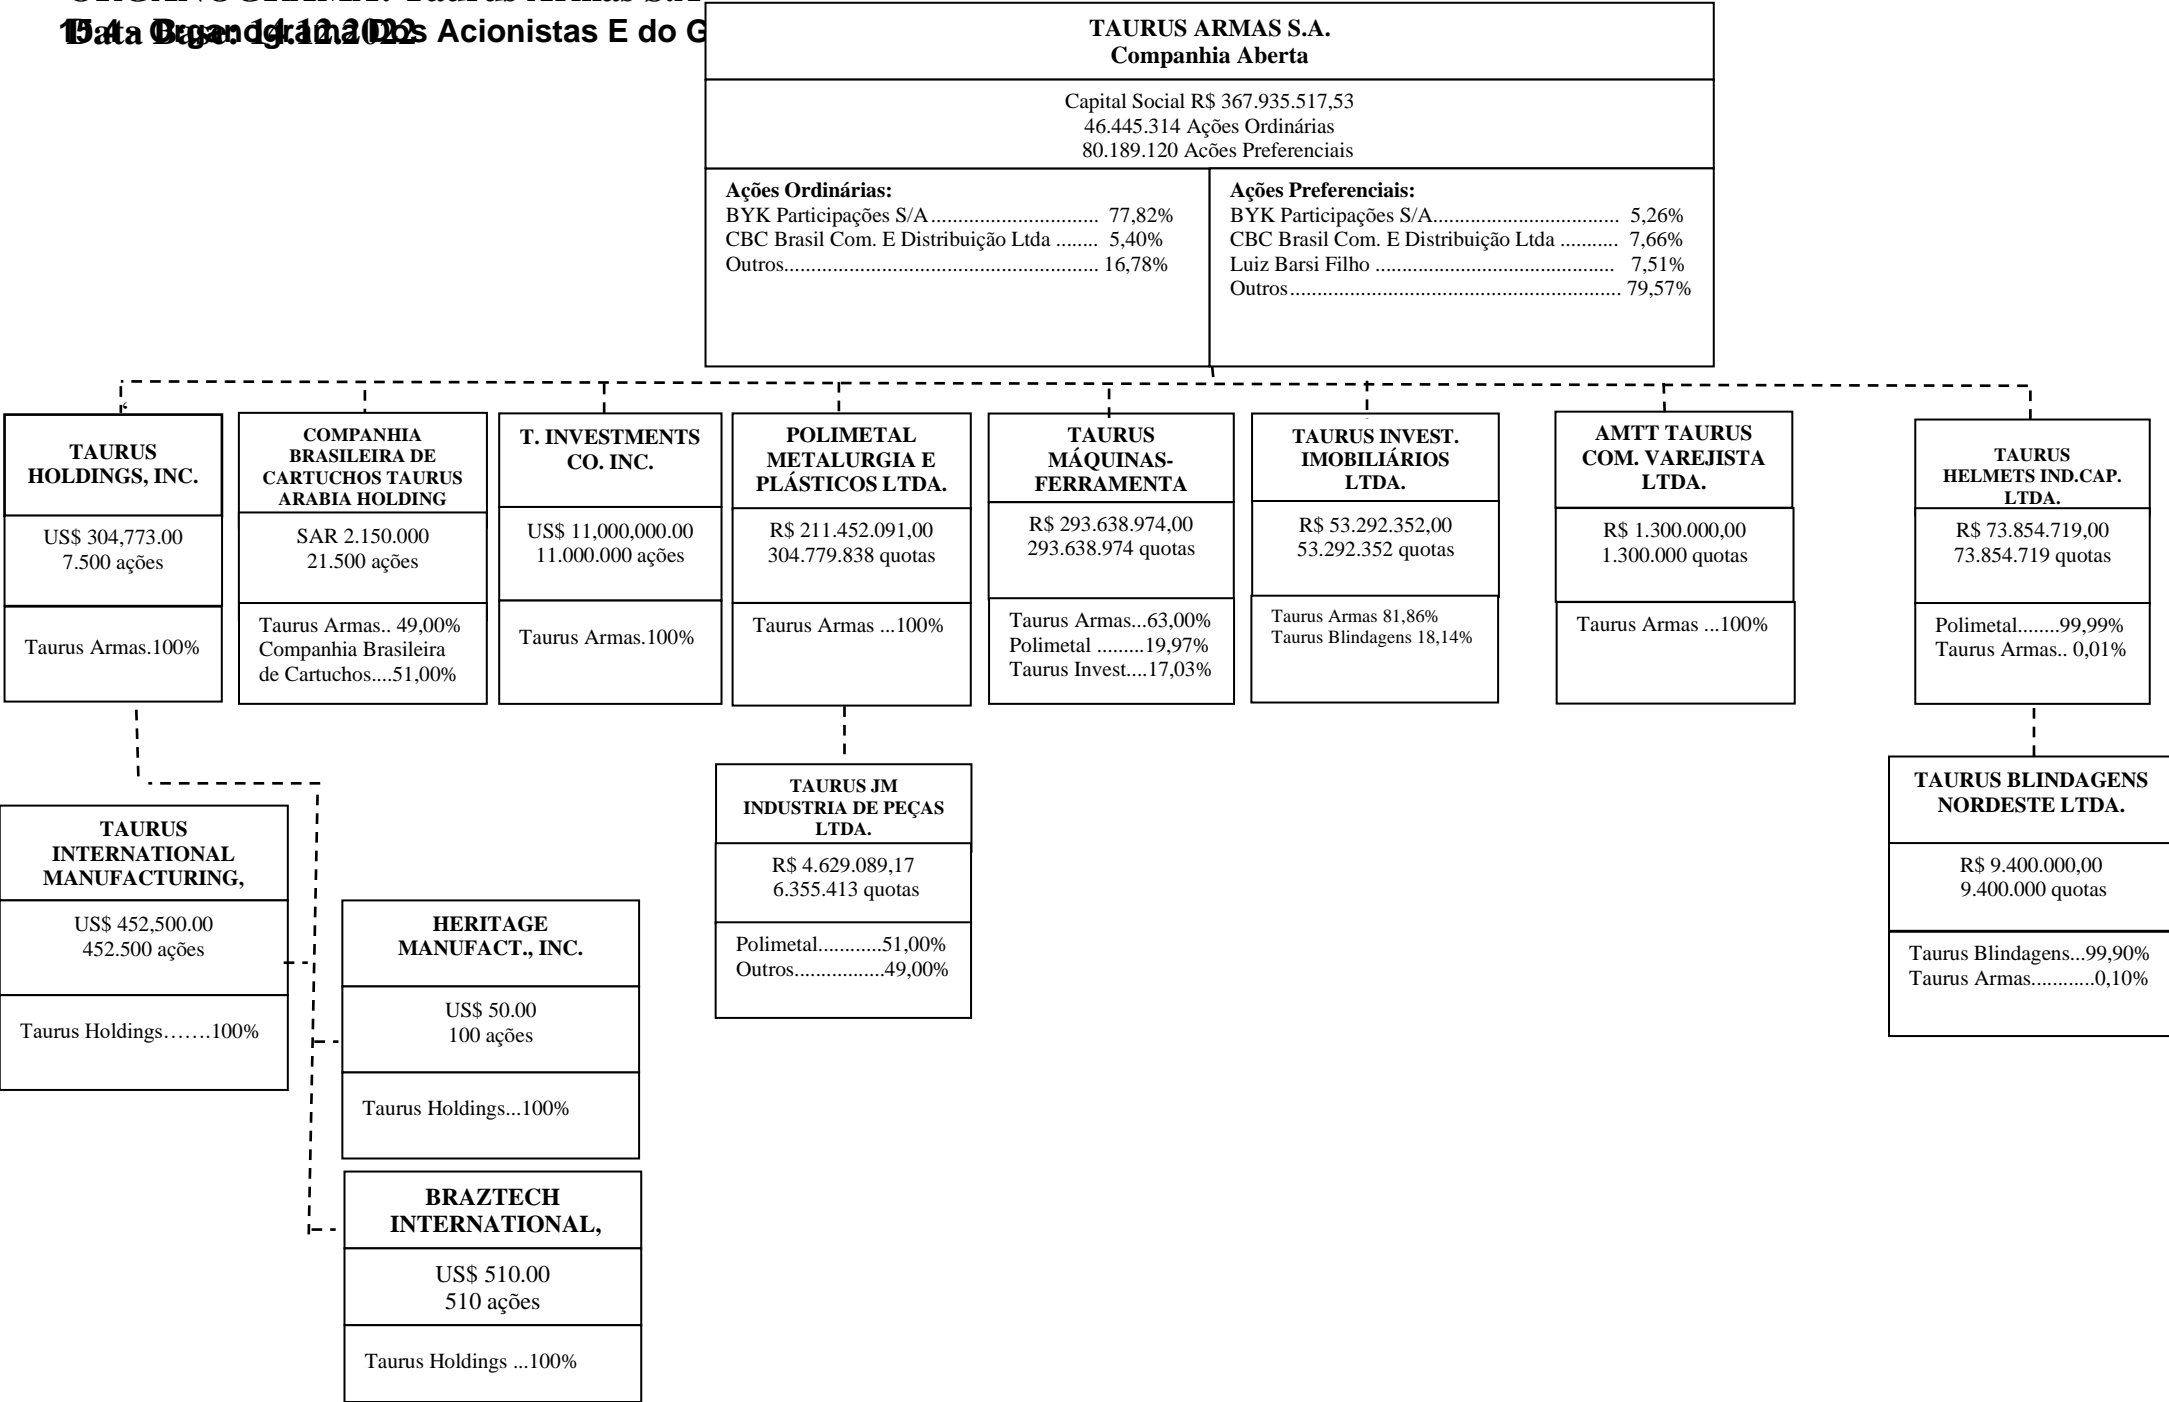 15.4 - Organograma Dos Acionistas E do G
Data Base: 14.12.2022
TAURUS ARMAS S.A.
Companhia Aberta
Capital Social R$ 367.935.517,53
46.445.314 Ações Ordinárias
80.189.120 Ações Preferenciais
Ações Ordinárias:
BYK Participações S/A................................ 77,82%
CBC Brasil Com. E Distribuição Ltda ........ 5,40%
Outros........................................................... 16,78%
Ações Preferenciais:
BYK Participações S/A................................... 5,26%
CBC Brasil Com. E Distribuição Ltda ........... 7,66%
Luiz Barsi Filho ............................................. 7,51%
Outros.............................................................. 79,57%
TAURUS
HOLDINGS, INC.
US$ 304,773.00
7.500 ações
Taurus Armas.100%
COMPANHIA
BRASILEIRA DE
CARTUCHOS TAURUS
ARABIA HOLDING
SAR 2.150.000
21.500 ações
Taurus Armas.. 49,00%
Companhia Brasileira
de Cartuchos....51,00%
T. INVESTMENTS
CO. INC.
US$ 11,000,000.00
11.000.000 ações
Taurus Armas.100%
POLIMETAL
METALURGIA E
PLÁSTICOS LTDA.
R$ 211.452.091,00
304.779.838 quotas
Taurus Armas ...100%
TAURUS
MÁQUINAS-
FERRAMENTA
R$ 293.638.974,00
293.638.974 quotas
Taurus Armas...63,00%
Polimetal .........19,97%
Taurus Invest....17,03%
TAURUS INVEST.
IMOBILIÁRIOS
LTDA.
R$ 53.292.352,00
53.292.352 quotas
Taurus Armas 81,86%
Taurus Blindagens 18,14%
AMTT TAURUS
COM. VAREJISTA
LTDA.
R$ 1.300.000,00
1.300.000 quotas
Taurus Armas ...100%
TAURUS
HELMETS IND.CAP.
LTDA.
R$ 73.854.719,00
73.854.719 quotas
Polimetal........99,99%
Taurus Armas.. 0,01%
TAURUS
INTERNATIONAL
MANUFACTURING,
US$ 452,500.00
452.500 ações
Taurus Holdings…….100%
HERITAGE
MANUFACT., INC.
US$ 50.00
100 ações
Taurus Holdings...100%
BRAZTECH
INTERNATIONAL,
US$ 510.00
510 ações
Taurus Holdings ...100%
TAURUS JM
INDUSTRIA DE PEÇAS
LTDA.
R$ 4.629.089,17
6.355.413 quotas
Polimetal............51,00%
Outros.................49,00%
TAURUS BLINDAGENS
NORDESTE LTDA.
R$ 9.400.000,00
9.400.000 quotas
Taurus Blindagens...99,90%
Taurus Armas............0,10%